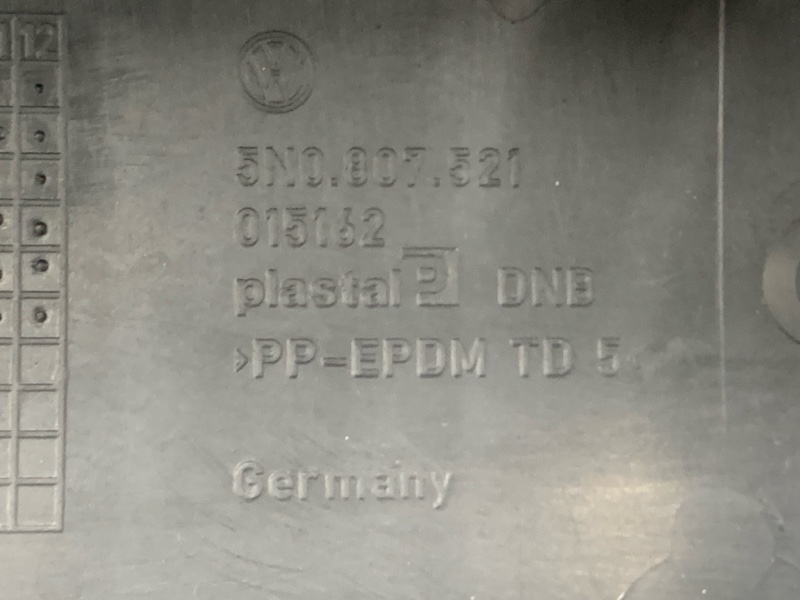 12
5N0.807.521
015162
plastal P DNB
>PP-EPDM TD 5
Germany